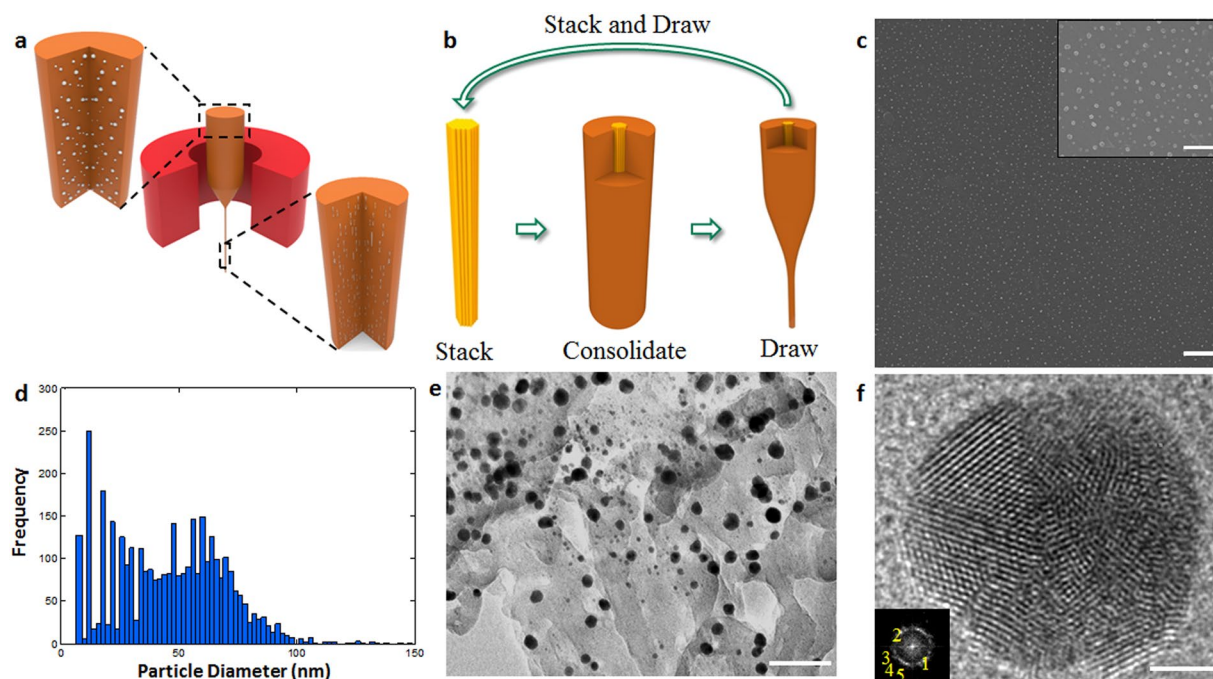 a
b
Stack and Draw
c
Stack
Consolidate
Draw
d
300
250
200
150
100
50
0
Frequency
0
50
100
150
Particle Diameter (nm)
e
f
2
3
4
5
1